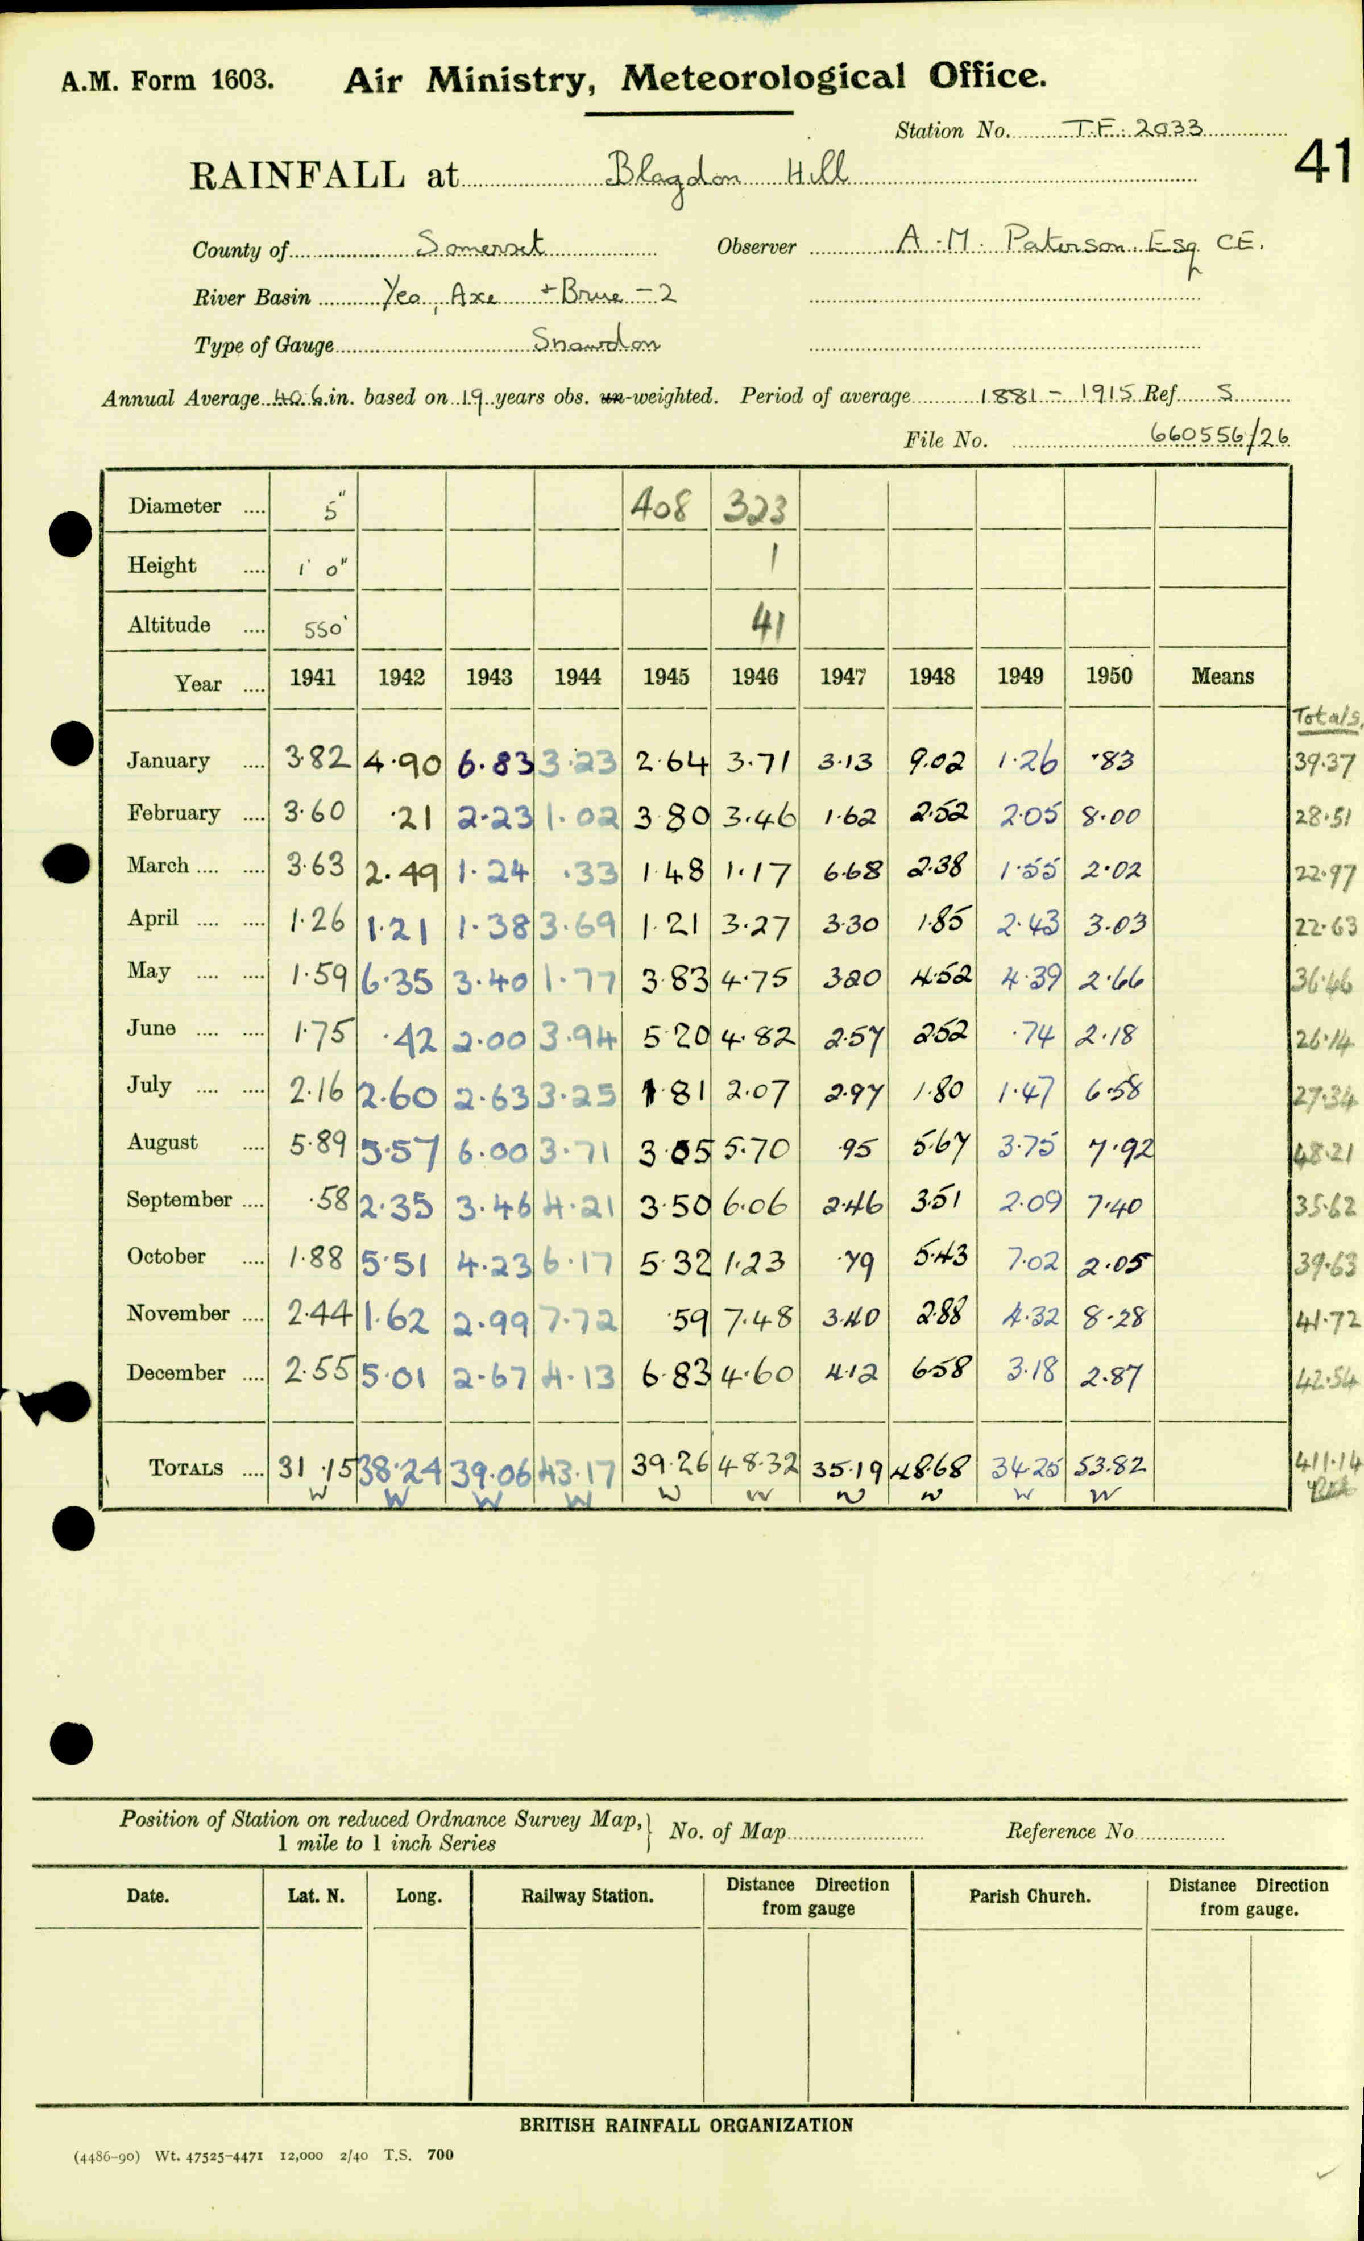 A.M. Form 1603. Air Ministry, Meteorological Office.
Station No. T.F. 2033
41
RAINFALL at Blagdon Hill
County of Somerset Observer A.M. Paterson. Esq. C.E.
River Basin Yeo, Axe + Brue - 2
Type of Gauge Snowdon
Annual Average 40.6 in. based on 19 years obs. un-weighted. Period of average 1881 - 1915 Ref S
File No. 660556/26
Diameter .... 5" 408 323
Height .... 1' 0" 1
Altitude .... 550' 41
Year .... 1941 1942 1943 1944 1945 1946 1947 1948 1949 1950 Means
Totals.
January .... 3.82 4.90 6.83 3.23 2.64 3.71 3.13 9.02 1.26 .83 39.37
February .... 3.60 .21 2.23 1.02 3.80 3.46 1.62 2.52 2.05 8.00 28.51
March .... .... 3.63 2.49 1.24 .33 1.48 1.17 6.68 2.38 1.55 2.02 22.97
April .... .... 1.26 1.21 1.38 3.69 1.21 3.27 3.30 1.85 2.43 3.03 22.63
May .... .... 1.59 6.35 3.40 1.77 3.83 4.75 3.20 4.52 4.39 2.66 36.46
June .... .... 1.75 .42 2.00 3.94 5.20 4.82 2.57 2.52 .74 2.18 26.14
July .... .... 2.16 2.60 2.63 3.25 1.81 2.07 2.97 1.80 1.47 6.58 27.34
August .... 5.89 5.57 6.00 3.71 3.05 5.70 .95 5.67 3.75 7.92 48.21
September .... .58 2.35 3.46 4.21 3.50 6.06 2.46 3.51 2.09 7.40 35.62
October .... 1.88 5.51 4.23 6.17 5.32 1.23 .79 5.43 7.02 2.05 39.63
November .... 2.44 1.62 2.99 7.72 .59 7.48 3.40 2.88 4.32 8.28 41.72
December .... 2.55 5.01 2.67 4.13 6.83 4.60 4.12 6.58 3.18 2.87 42.54
TOTALS .... 31.15 38.24 39.06 43.17 39.26 48.32 35.19 48.68 34.25 53.82 411.14
W W W W W W W W W W
Position of Station on reduced Ordnance Survey Map, } No. of Map Reference No
1 mile to 1 inch Series
Date. Lat. N. Long. Railway Station. Distance Direction from gauge Parish Church. Distance Direction from gauge.
BRITISH RAINFALL ORGANIZATION
(4486-90) Wt. 47525-4471 12,000 2/40 T.S. 700